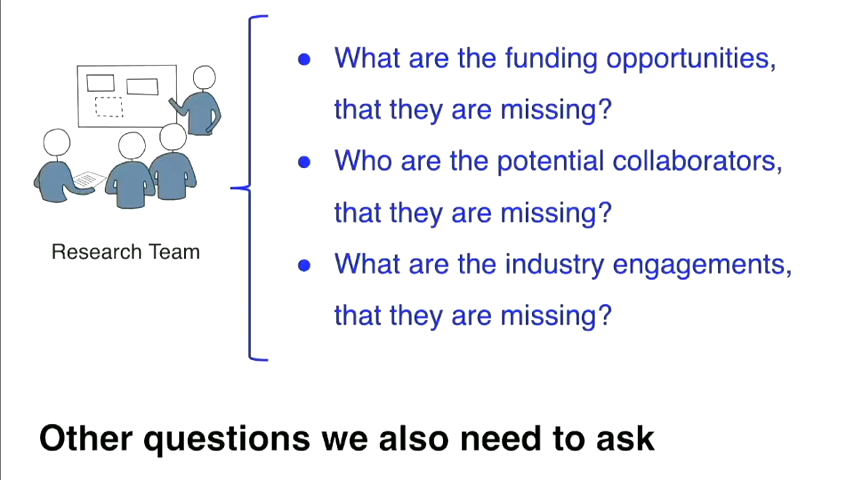 ● What are the funding opportunities,
that they are missing?
● Who are the potential collaborators,
that they are missing?
● What are the industry engagements,
that they are missing?
Research Team
Other questions we also need to ask